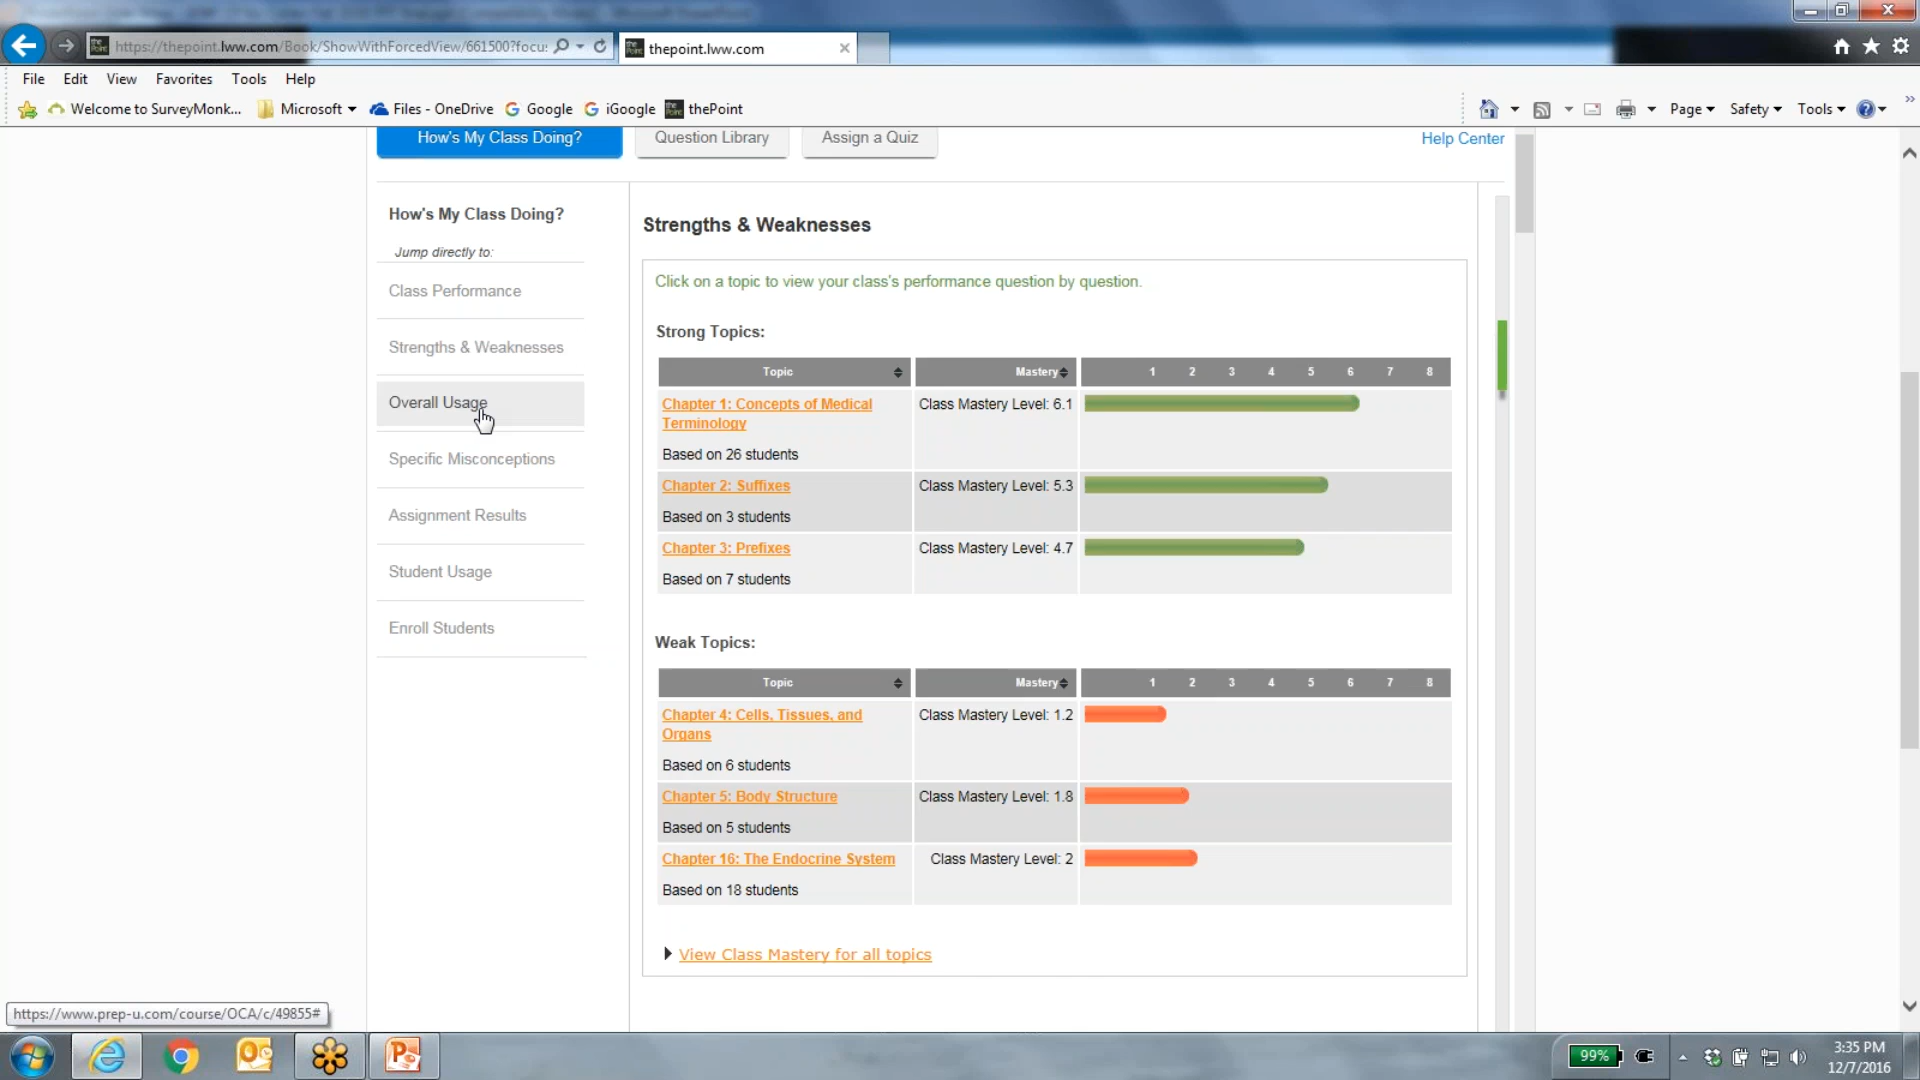 https://thepoint.lww.com/Book/ShowWithForcedView/661500?focu:
thepoint.lww.com
File Edit View Favorites Tools Help
Welcome to SurveyMonk... Microsoft Files - OneDrive Google iGoogle thePoint
Page Safety Tools
How's My Class Doing? Question Library Assign a Quiz Help Center
How's My Class Doing?
Jump directly to:
Class Performance
Strengths & Weaknesses
Overall Usage
Specific Misconceptions
Assignment Results
Student Usage
Enroll Students
Strengths & Weaknesses
Click on a topic to view your class's performance question by question.
Strong Topics:
Topic Mastery 1 2 3 4 5 6 7 8
Chapter 1: Concepts of Medical Class Mastery Level: 6.1
Terminology
Based on 26 students
Chapter 2: Suffixes Class Mastery Level: 5.3
Based on 3 students
Chapter 3: Prefixes Class Mastery Level: 4.7
Based on 7 students
Weak Topics:
Topic Mastery 1 2 3 4 5 6 7 8
Chapter 4: Cells, Tissues, and Class Mastery Level: 1.2
Organs
Based on 6 students
Chapter 5: Body Structure Class Mastery Level: 1.8
Based on 5 students
Chapter 16: The Endocrine System Class Mastery Level: 2
Based on 18 students
View Class Mastery for all topics
https://www.prep-u.com/course/OCA/c/49855#
99%
3:35 PM
12/7/2016